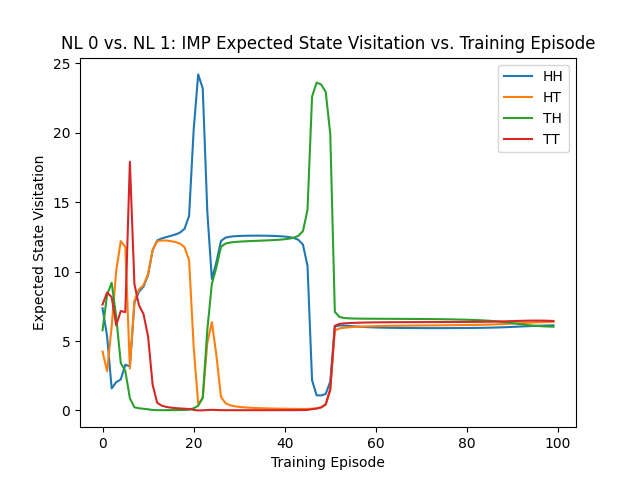 NL 0 vs. NL 1: IMP Expected State Visitation vs. Training Episode
Expected State Visitation
25
20
15
10
5
0
HH
HT
TH
TT
0 20 40 60 80 100
Training Episode